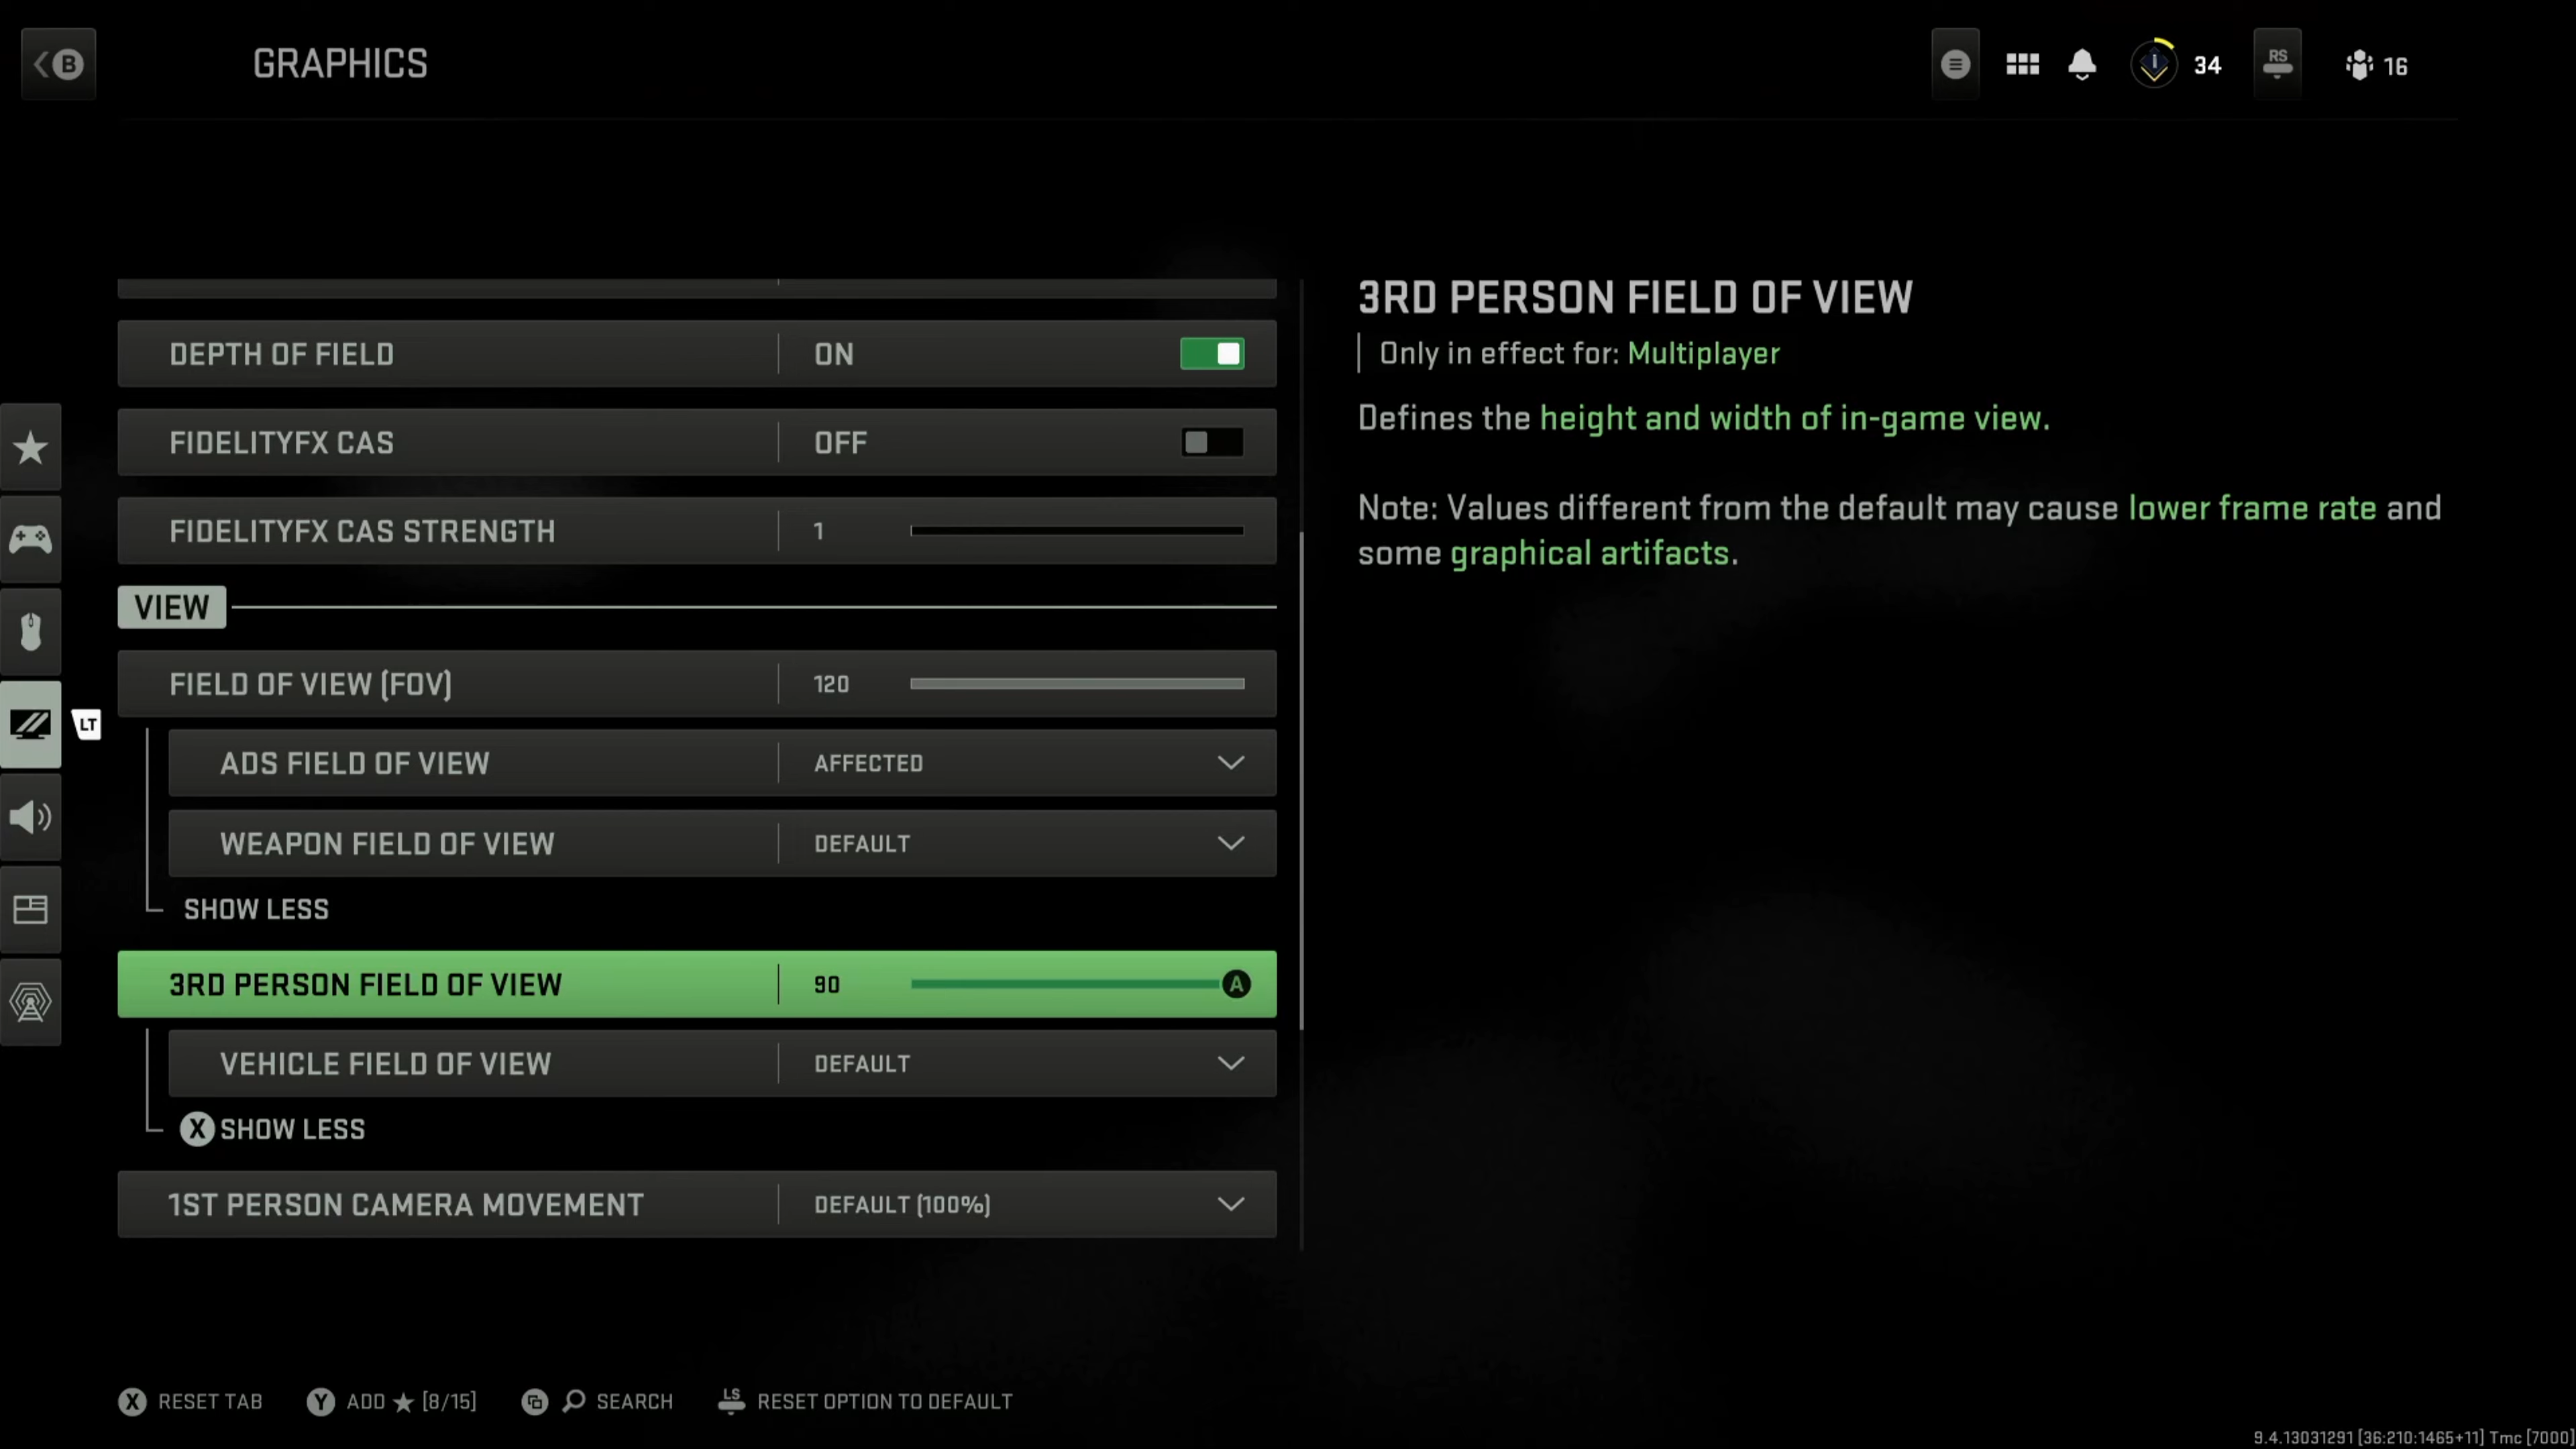 B
GRAPHICS
34
RS
16
DEPTH OF FIELD
ON
FIDELITYFX CAS
OFF
FIDELITYFX CAS STRENGTH
1
VIEW
FIELD OF VIEW (FOV)
120
LT
ADS FIELD OF VIEW
AFFECTED
WEAPON FIELD OF VIEW
DEFAULT
SHOW LESS
3RD PERSON FIELD OF VIEW
90
A
VEHICLE FIELD OF VIEW
DEFAULT
X SHOW LESS
1ST PERSON CAMERA MOVEMENT
DEFAULT (100%)
3RD PERSON FIELD OF VIEW
Only in effect for: Multiplayer
Defines the height and width of in-game view.
Note: Values different from the default may cause lower frame rate and
some graphical artifacts.
X RESET TAB
Y ADD ★ [8/15]
SEARCH
LS RESET OPTION TO DEFAULT
9.4.13031291 [36:210:1465+11] Tmc [7000]